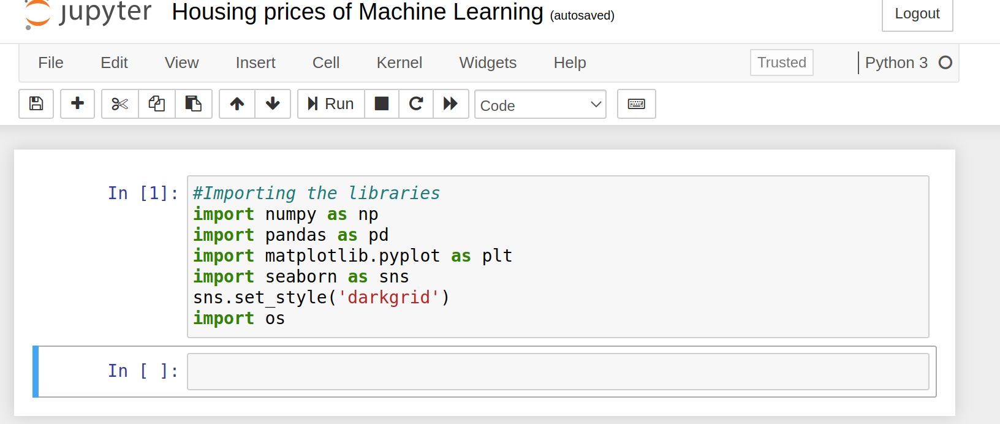 jupyter Housing prices of Machine Learning (autosaved) Logout
File Edit View Insert Cell Kernel Widgets Help Trusted Python 3
Run Code
In [1]: #Importing the libraries
import numpy as np
import pandas as pd
import matplotlib.pyplot as plt
import seaborn as sns
sns.set_style('darkgrid')
import os
In [ ]: